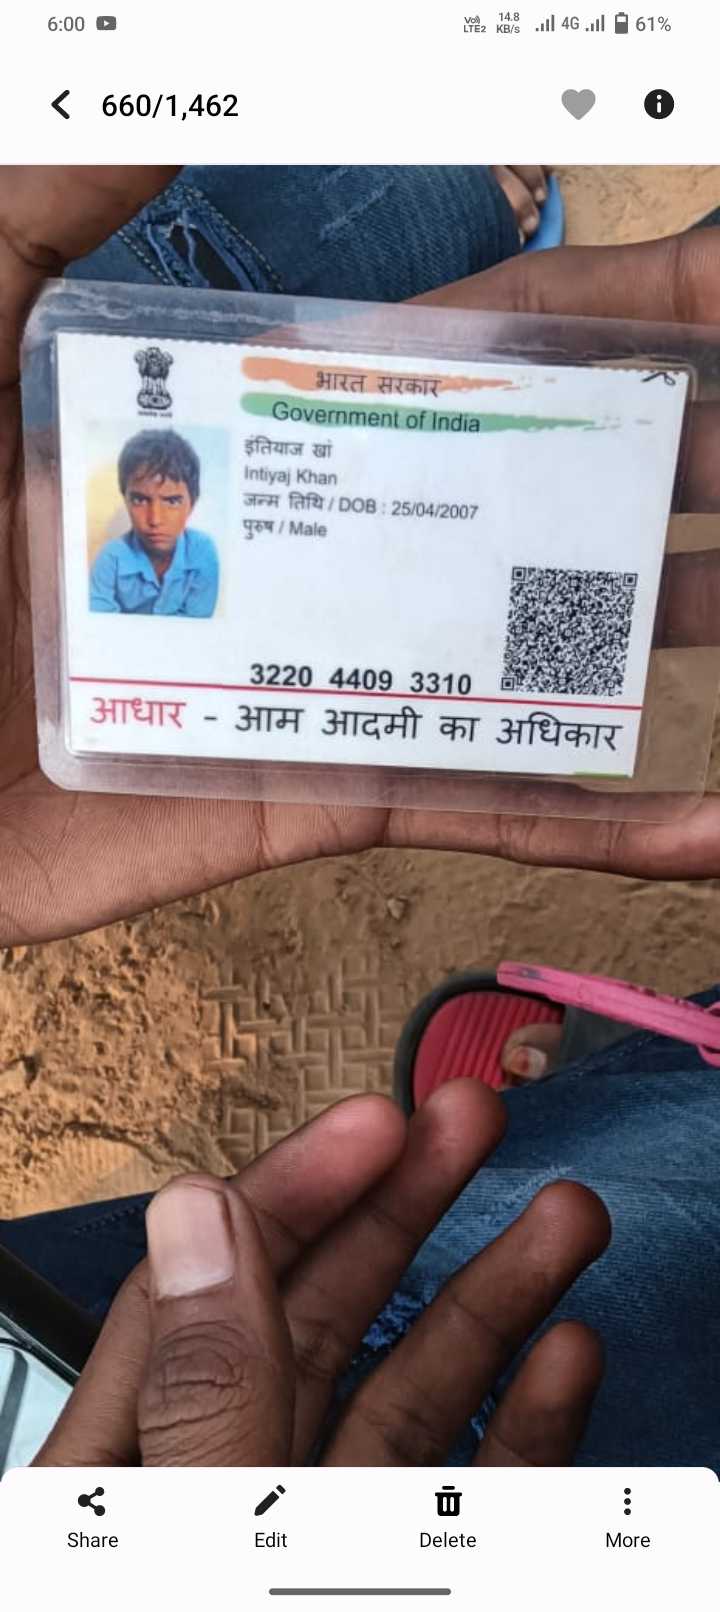 6:00
Vo) LTE2 14.8 KB/s 4G 61%
660/1,462
भारत सरकार
Government of India
इंतियाज खां
Intiyaj Khan
जन्म तिथि / DOB : 25/04/2007
पुरुष / Male
3220 4409 3310
आधार - आम आदमी का अधिकार
Share Edit Delete More